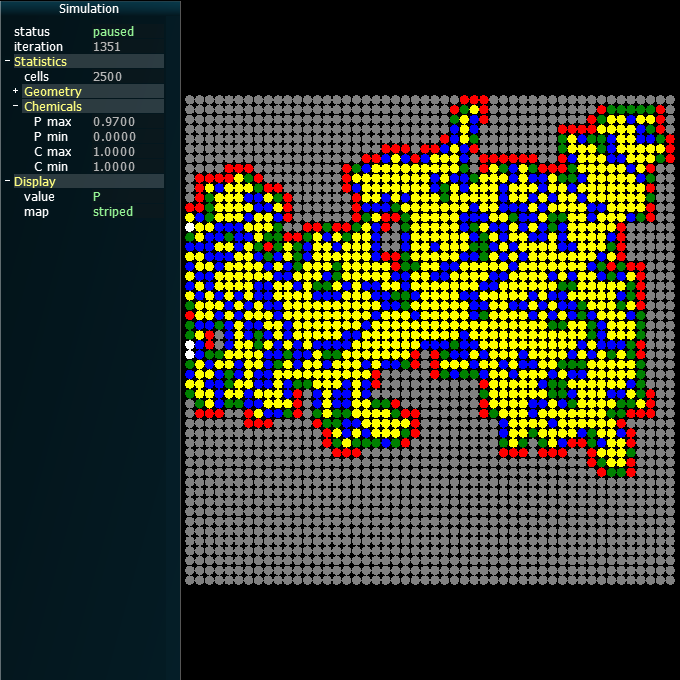 Simulation
status paused
iteration 1351
- Statistics
cells 2500
+ Geometry
- Chemicals
P max 0.9700
P min 0.0000
C max 1.0000
C min 1.0000
- Display
value P
map striped